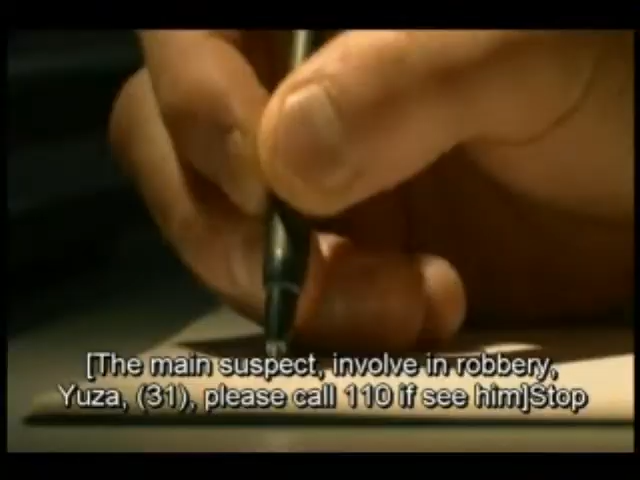 [The main suspect, involve in robbery,
Yuza, (31), please call 110 if see him]Stop